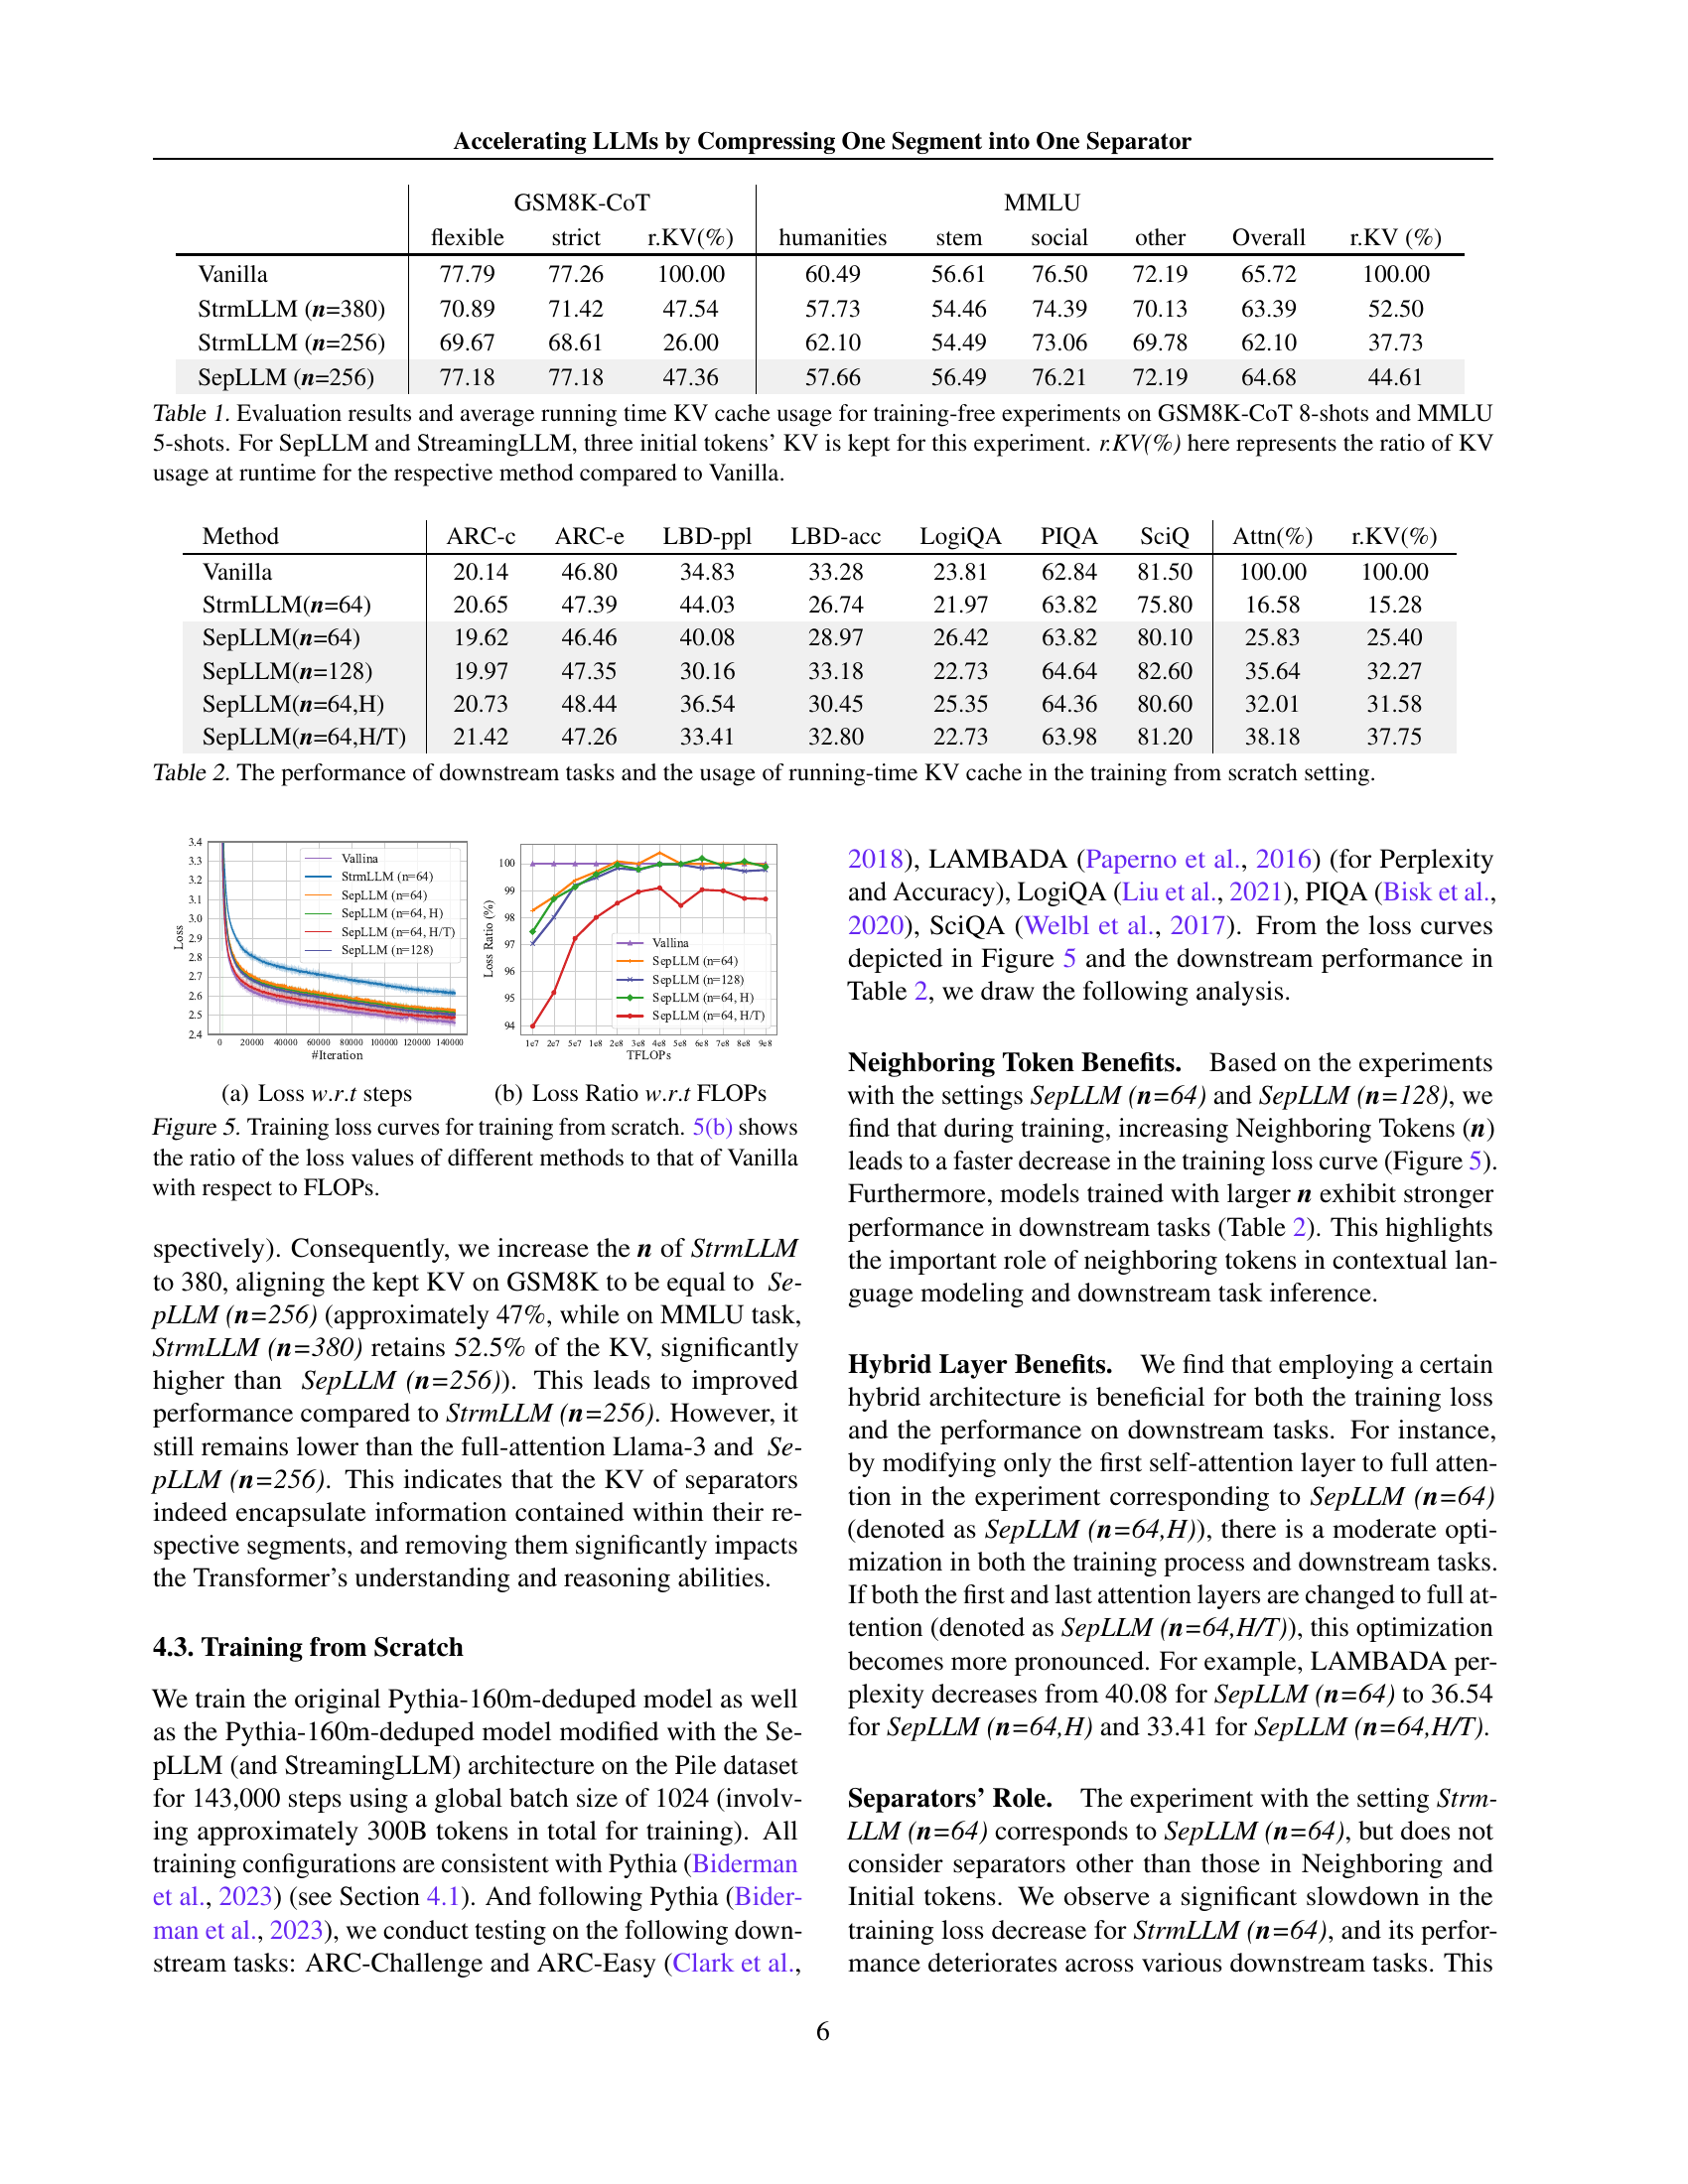 Accelerating LLMs by Compressing One Segment into One Separator
GSM8K-CoT MMLU
flexible strict r.KV(%) humanities stem social other Overall r.KV (%)
Vanilla 77.79 77.26 100.00 60.49 56.61 76.50 72.19 65.72 100.00
StrmLLM (n=380) 70.89 71.42 47.54 57.73 54.46 74.39 70.13 63.39 52.50
StrmLLM (n=256) 69.67 68.61 26.00 62.10 54.49 73.06 69.78 62.10 37.73
SepLLM (n=256) 77.18 77.18 47.36 57.66 56.49 76.21 72.19 64.68 44.61
Table 1. Evaluation results and average running time KV cache usage for training-free experiments on GSM8K-CoT 8-shots and MMLU
5-shots. For SepLLM and StreamingLLM, three initial tokens' KV is kept for this experiment. r.KV(%) here represents the ratio of KV
usage at runtime for the respective method compared to Vanilla.
Method ARC-c ARC-e LBD-ppl LBD-acc LogiQA PIQA SciQ Attn(%) r.KV(%)
Vanilla 20.14 46.80 34.83 33.28 23.81 62.84 81.50 100.00 100.00
StrmLLM(n=64) 20.65 47.39 44.03 26.74 21.97 63.82 75.80 16.58 15.28
SepLLM(n=64) 19.62 46.46 40.08 28.97 26.42 63.82 80.10 25.83 25.40
SepLLM(n=128) 19.97 47.35 30.16 33.18 22.73 64.64 82.60 35.64 32.27
SepLLM(n=64,H) 20.73 48.44 36.54 30.45 25.35 64.36 80.60 32.01 31.58
SepLLM(n=64,H/T) 21.42 47.26 33.41 32.80 22.73 63.98 81.20 38.18 37.75
Table 2. The performance of downstream tasks and the usage of running-time KV cache in the training from scratch setting.
3.4
3.3
3.2
3.1
3.0
2.9
2.8
2.7
2.6
2.5
2.4
Loss
Vallina
StrmLLM (n=64)
SepLLM (n=64)
SepLLM (n=64, H)
SepLLM (n=64, H/T)
SepLLM (n=128)
0 20000 40000 60000 80000 100000 120000 140000
#Iteration
100
99
98
97
96
95
94
Loss Ratio (%)
Vallina
SepLLM (n=64)
SepLLM (n=128)
SepLLM (n=64, H)
SepLLM (n=64, H/T)
1e7 2e7 5e7 1e8 2e8 3e8 4e8 5e8 6e8 7e8 8e8 9e8
TFLOPs
(a) Loss w.r.t steps
(b) Loss Ratio w.r.t FLOPs
Figure 5. Training loss curves for training from scratch. 5(b) shows
the ratio of the loss values of different methods to that of Vanilla
with respect to FLOPs.
spectively). Consequently, we increase the n of StrmLLM
to 380, aligning the kept KV on GSM8K to be equal to Se-
pLLM (n=256) (approximately 47%, while on MMLU task,
StrmLLM (n=380) retains 52.5% of the KV, significantly
higher than SepLLM (n=256)). This leads to improved
performance compared to StrmLLM (n=256). However, it
still remains lower than the full-attention Llama-3 and Se-
pLLM (n=256). This indicates that the KV of separators
indeed encapsulate information contained within their re-
spective segments, and removing them significantly impacts
the Transformer's understanding and reasoning abilities.
4.3. Training from Scratch
We train the original Pythia-160m-deduped model as well
as the Pythia-160m-deduped model modified with the Se-
pLLM (and StreamingLLM) architecture on the Pile dataset
for 143,000 steps using a global batch size of 1024 (involv-
ing approximately 300B tokens in total for training). All
training configurations are consistent with Pythia (Biderman
et al., 2023) (see Section 4.1). And following Pythia (Bider-
man et al., 2023), we conduct testing on the following down-
stream tasks: ARC-Challenge and ARC-Easy (Clark et al.,
2018), LAMBADA (Paperno et al., 2016) (for Perplexity
and Accuracy), LogiQA (Liu et al., 2021), PIQA (Bisk et al.,
2020), SciQA (Welbl et al., 2017). From the loss curves
depicted in Figure 5 and the downstream performance in
Table 2, we draw the following analysis.
Neighboring Token Benefits. Based on the experiments
with the settings SepLLM (n=64) and SepLLM (n=128), we
find that during training, increasing Neighboring Tokens (n)
leads to a faster decrease in the training loss curve (Figure 5).
Furthermore, models trained with larger n exhibit stronger
performance in downstream tasks (Table 2). This highlights
the important role of neighboring tokens in contextual lan-
guage modeling and downstream task inference.
Hybrid Layer Benefits. We find that employing a certain
hybrid architecture is beneficial for both the training loss
and the performance on downstream tasks. For instance,
by modifying only the first self-attention layer to full atten-
tion in the experiment corresponding to SepLLM (n=64)
(denoted as SepLLM (n=64,H)), there is a moderate opti-
mization in both the training process and downstream tasks.
If both the first and last attention layers are changed to full at-
tention (denoted as SepLLM (n=64,H/T)), this optimization
becomes more pronounced. For example, LAMBADA per-
plexity decreases from 40.08 for SepLLM (n=64) to 36.54
for SepLLM (n=64,H) and 33.41 for SepLLM (n=64,H/T).
Separators' Role. The experiment with the setting Strm-
LLM (n=64) corresponds to SepLLM (n=64), but does not
consider separators other than those in Neighboring and
Initial tokens. We observe a significant slowdown in the
training loss decrease for StrmLLM (n=64), and its perfor-
mance deteriorates across various downstream tasks. This
6